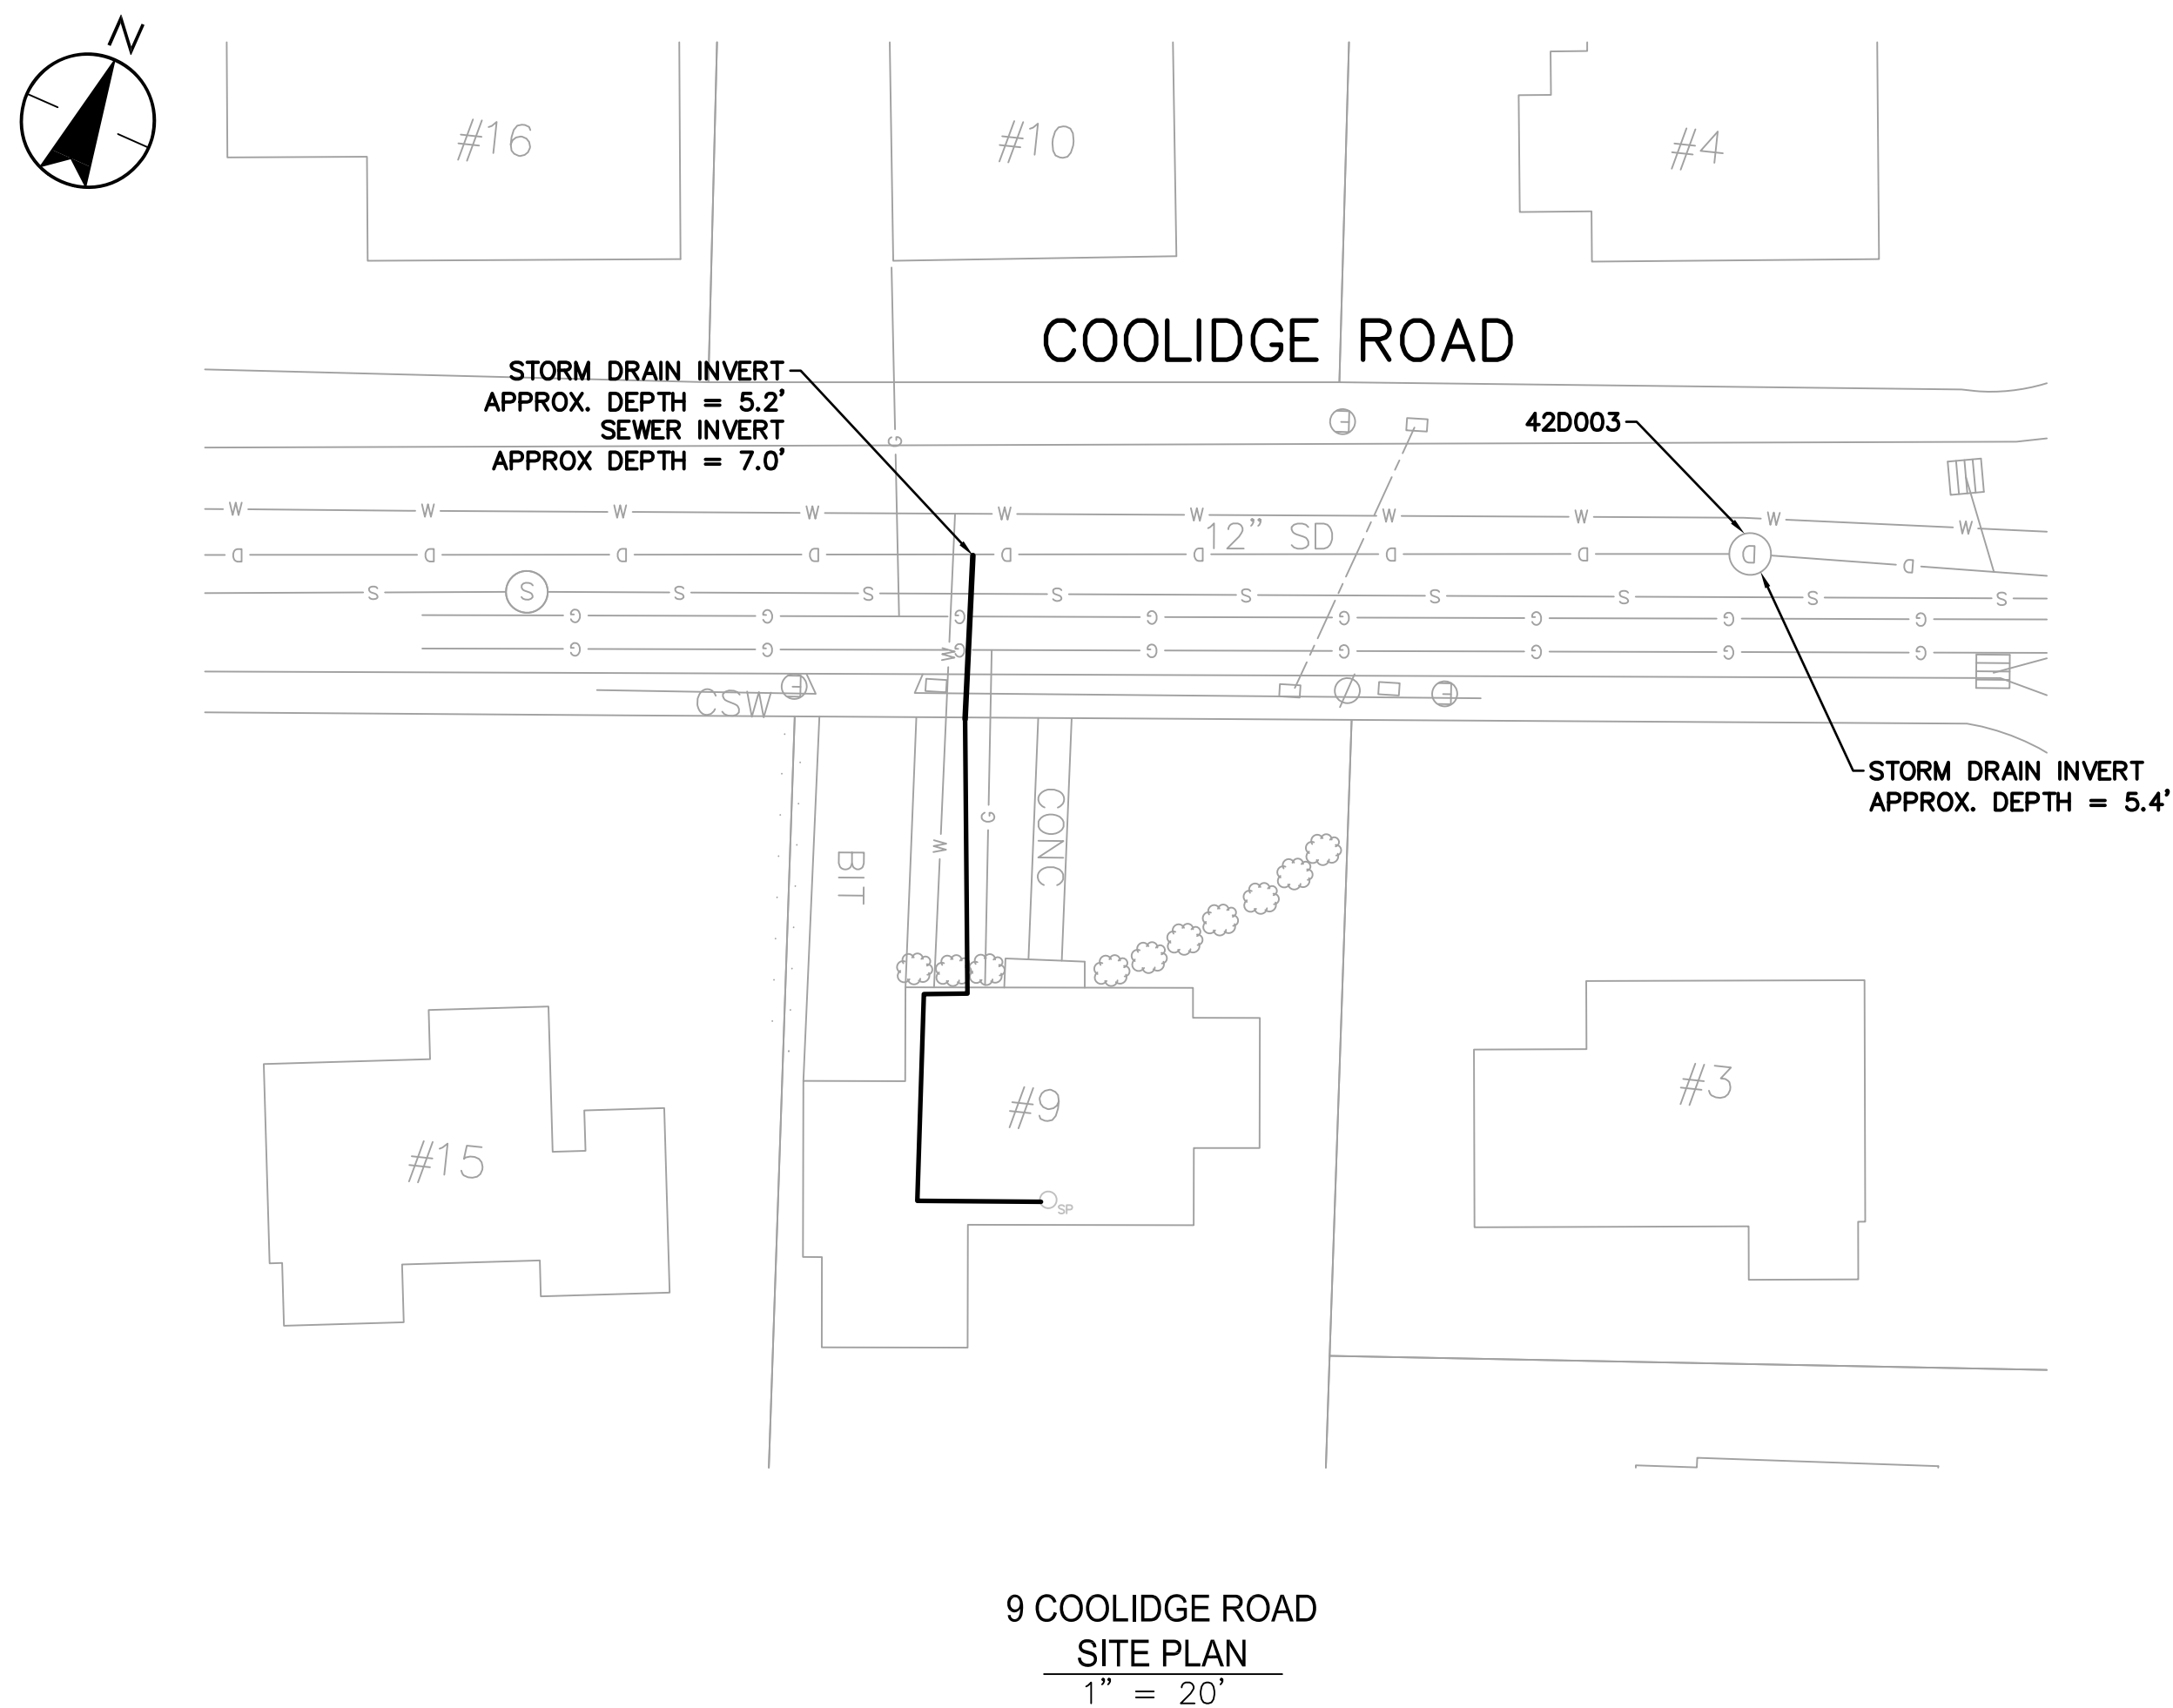 N
#16
#10
#4
COOLIDGE ROAD
STORM DRAIN INVERT
APPROX. DEPTH = 5.2'
SEWER INVERT
APPROX DEPTH = 7.0'
42D003
E
G
W W W W W W W W W W
12" SD
D D D D D D D D D D
S S S S S S S S S S
G G G G G G G G
G G G G G G G G
W
CSW
E
E
STORM DRAIN INVERT
APPROX. DEPTH = 5.4'
BIT
W
G
CONC
#9
#3
#15
SP
9 COOLIDGE ROAD
SITE PLAN
1" = 20'